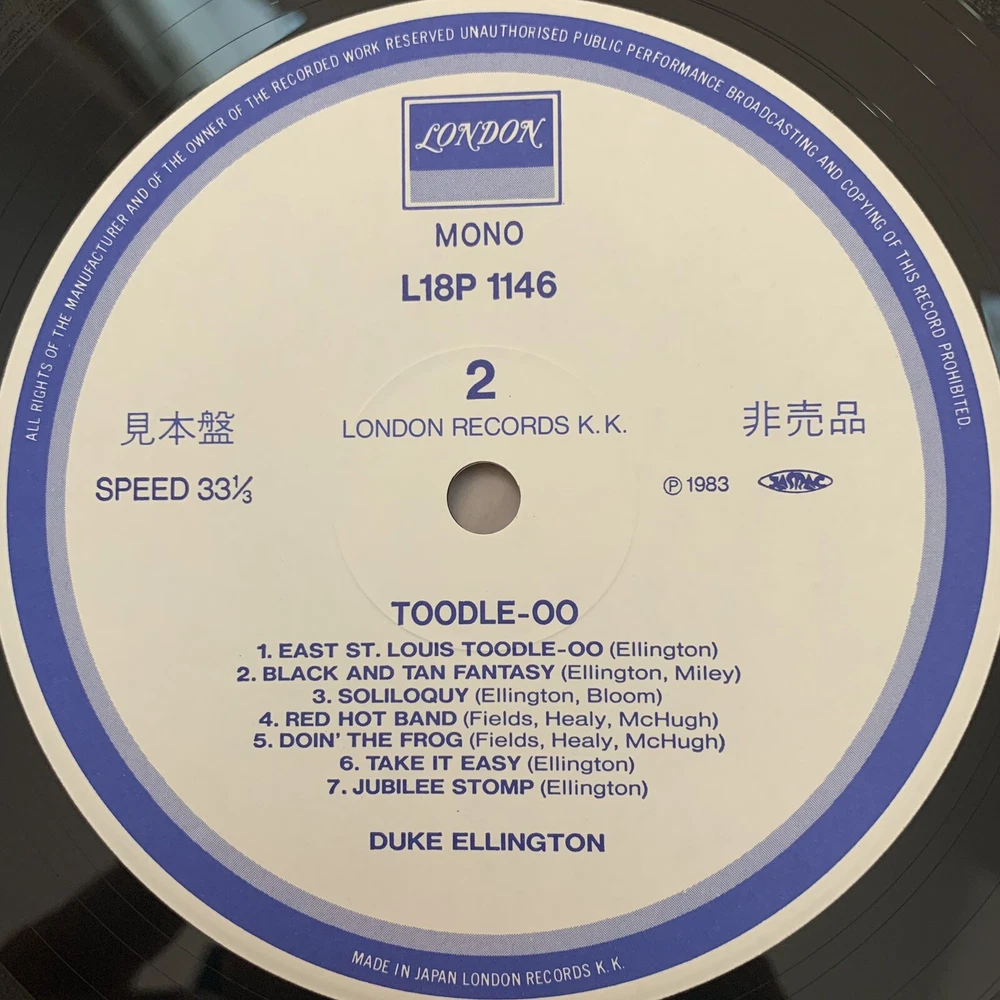 ALL RIGHTS OF THE MANUFACTURER AND OF THE OWNER OF THE RECORDED WORK RESERVED UNAUTHORISED PUBLIC PERFORMANCE BROADCASTING AND COPYING OF THIS RECORD PROHIBITED.
LONDON
MONO
L18P 1146
2
LONDON RECORDS K.K.
見本盤
非売品
SPEED 33⅓
Ⓟ 1983
JASRAC
TOODLE-OO
1. EAST ST. LOUIS TOODLE-OO (Ellington)
2. BLACK AND TAN FANTASY (Ellington, Miley)
3. SOLILOQUY (Ellington, Bloom)
4. RED HOT BAND (Fields, Healy, McHugh)
5. DOIN' THE FROG (Fields, Healy, McHugh)
6. TAKE IT EASY (Ellington)
7. JUBILEE STOMP (Ellington)
DUKE ELLINGTON
MADE IN JAPAN LONDON RECORDS K.K.